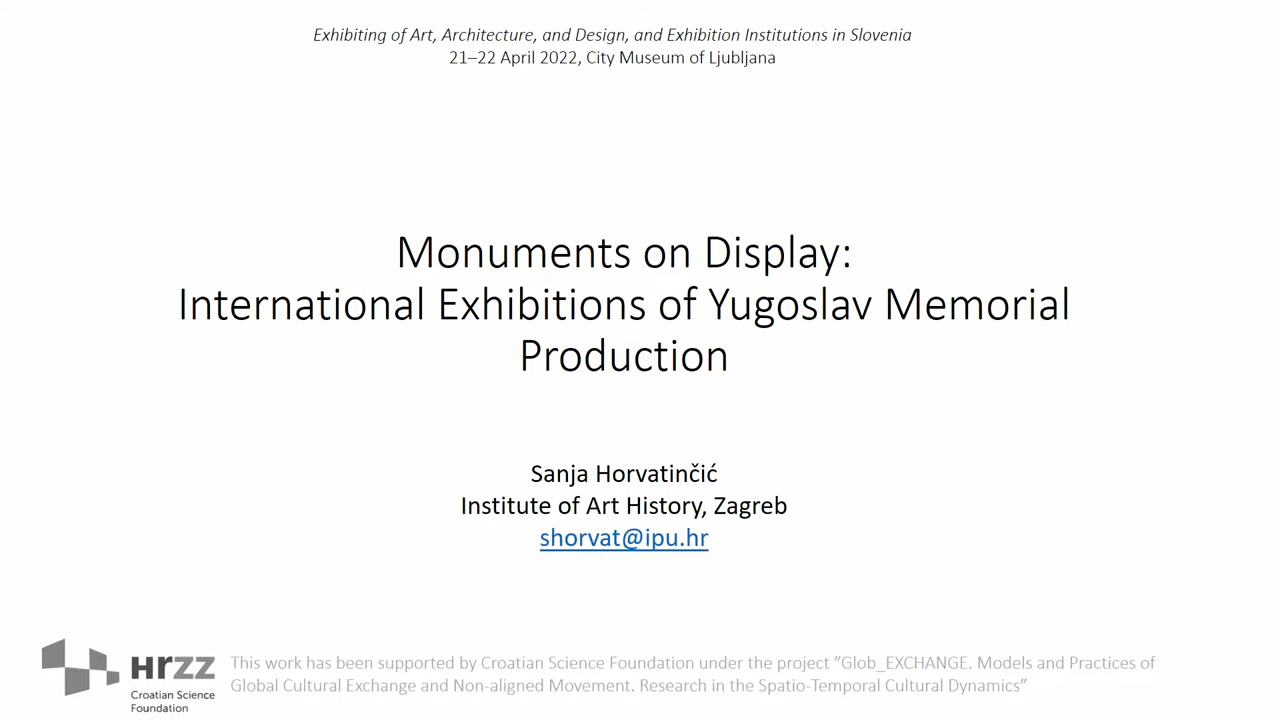 Exhibiting of Art, Architecture, and Design, and Exhibition Institutions in Slovenia
21–22 April 2022, City Museum of Ljubljana
Monuments on Display:
International Exhibitions of Yugoslav Memorial
Production
Sanja Horvatinčić
Institute of Art History, Zagreb
shorvat@ipu.hr
Hrzz
Croatian Science
Foundation
This work has been supported by Croatian Science Foundation under the project ”Glob_EXCHANGE. Models and Practices of
Global Cultural Exchange and Non-aligned Movement. Research in the Spatio-Temporal Cultural Dynamics”